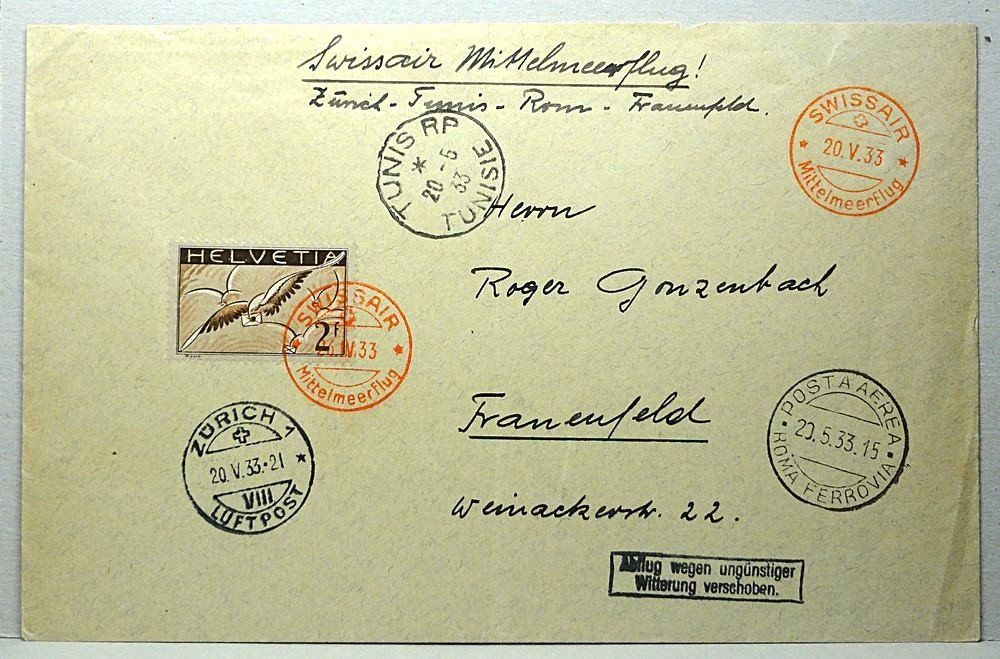 Swissair Mittelmeerflug!
Zürich - Tunis - Rom - Frauenfeld.
SWISSAIR
20.V.33
Mittelmeerflug
TUNIS RP
20 -5
33
TUNISIE
Herrn
HELVETIA
2F
Roger Gonzenbach
SWISSAIR
IV.33
Mittelmeerflug
Frauenfeld
POSTA AEREA
20.5.33.15
ROMA FERROVIA
ZÜRICH 1
20.V.33·21
VIII
LUFTPOST
Weinackerstr. 22.
Abflug wegen ungünstiger
Witterung verschoben.